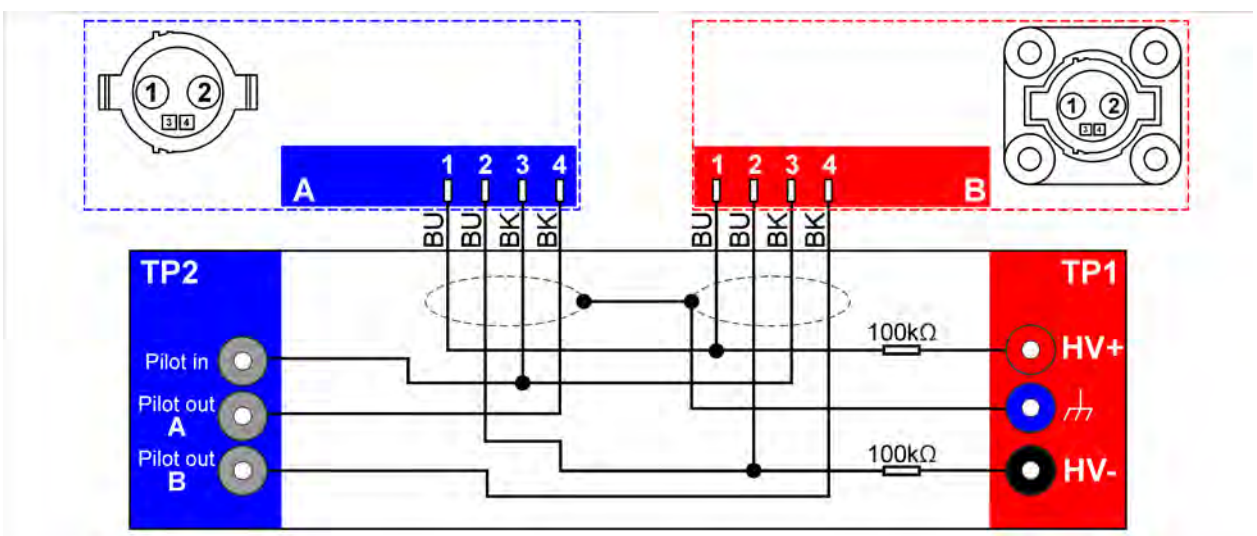 1 2
3 4
1 2
3 4
1 2 3 4
A
1 2 3 4
B
BU BU BK BK
BU BU BK BK
TP2
TP1
100kΩ
HV+
Pilot in
Pilot out
A
Pilot out
B
100kΩ
HV-